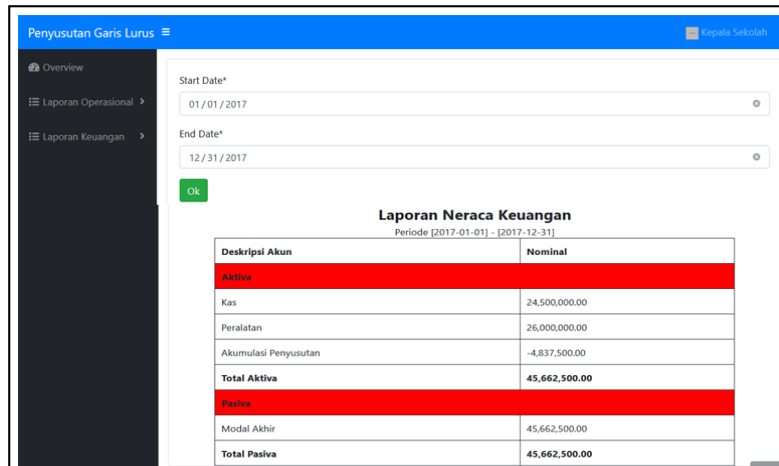 Penyusutan Garis Lurus
Kepala Sekolah
Overview
Laporan Operasional
Laporan Keuangan
Start Date*
01/01/2017
End Date*
12/31/2017
Ok
Laporan Neraca Keuangan
Periode [2017-01-01] - [2017-12-31]
Deskripsi Akun Nominal
Aktiva
Kas 24,500,000.00
Peralatan 26,000,000.00
Akumulasi Penyusutan -4,837,500.00
Total Aktiva 45,662,500.00
Pasiva
Modal Akhir 45,662,500.00
Total Pasiva 45,662,500.00